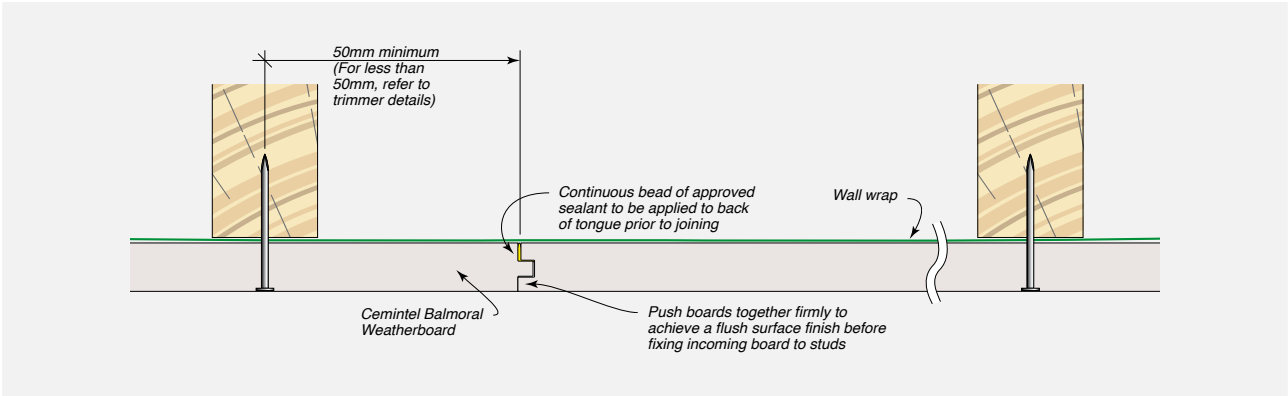 50mm minimum
(For less than
50mm, refer to
trimmer details)
Continuous bead of approved
sealant to be applied to back
of tongue prior to joining
Wall wrap
Cemintel Balmoral
Weatherboard
Push boards together firmly to
achieve a flush surface finish before
fixing incoming board to studs